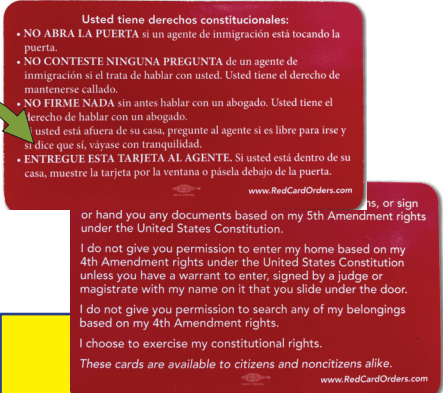 Usted tiene derechos constitucionales:
• NO ABRA LA PUERTA si un agente de inmigración está tocando la
puerta.
• NO CONTESTE NINGUNA PREGUNTA de un agente de
inmigración si el trata de hablar con usted. Usted tiene el derecho de
mantenerse callado.
• NO FIRME NADA sin antes hablar con un abogado. Usted tiene el
derecho de hablar con un abogado.
usted está afuera de su casa, pregunte al agente si es libre para irse y
si dice que sí, váyase con tranquilidad.
• ENTREGUE ESTA TARJETA AL AGENTE. Si usted está dentro de su
casa, muestre la tarjeta por la ventana o pásela debajo de la puerta.
www.RedCardOrders.com
or sign
or hand you any documents based on my 5th Amendment rights
under the United States Constitution.
I do not give you permission to enter my home based on my
4th Amendment rights under the United States Constitution
unless you have a warrant to enter, signed by a judge or
magistrate with my name on it that you slide under the door.
I do not give you permission to search any of my belongings
based on my 4th Amendment rights.
I choose to exercise my constitutional rights.
These cards are available to citizens and noncitizens alike.
www.RedCardOrders.com